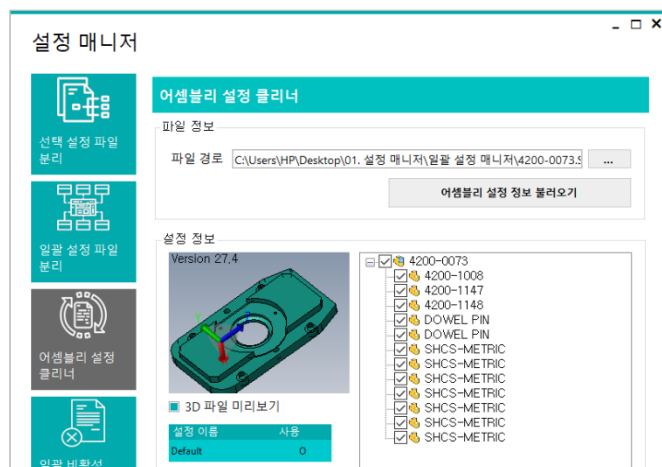 설정 매니저
선택 설정 파일
분리
일괄 설정 파일
분리
어셈블리 설정
클리너
일괄 비활성
어셈블리 설정 클리너
파일 정보
파일 경로 C:\Users\HP\Desktop\01. 설정 매니저\일괄 설정 매니저\4200-0073.S ...
어셈블리 설정 정보 불러오기
설정 정보
Version 27.4
3D 파일 미리보기
설정 이름 사용
Default O
4200-0073
4200-1008
4200-1147
4200-1148
DOWEL PIN
DOWEL PIN
SHCS-METRIC
SHCS-METRIC
SHCS-METRIC
SHCS-METRIC
SHCS-METRIC
SHCS-METRIC
SHCS-METRIC